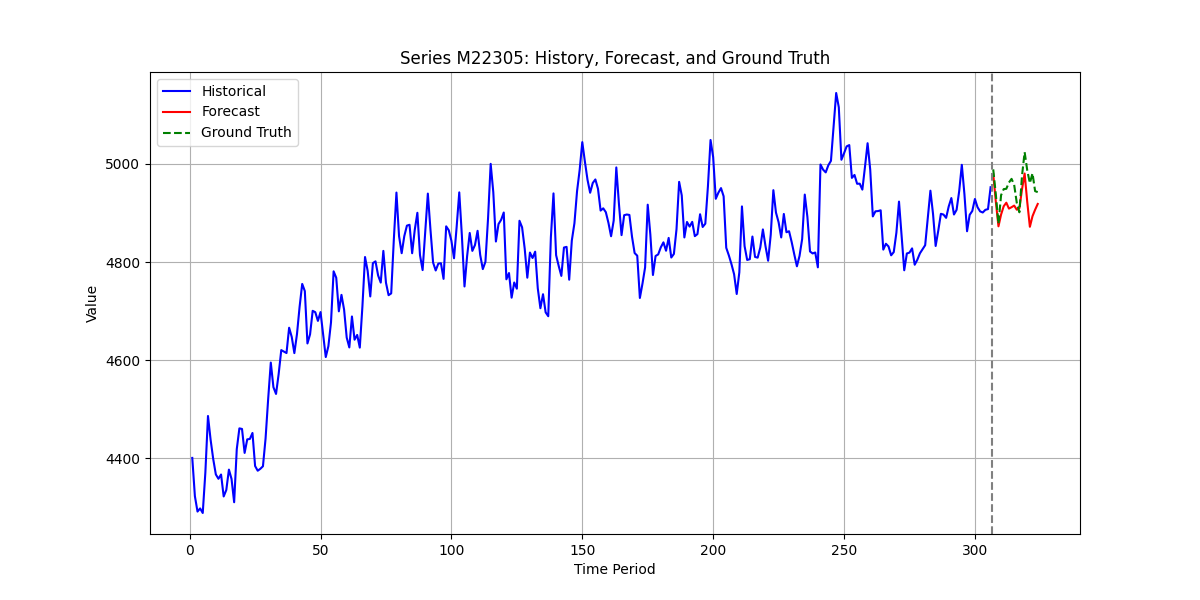 Series M22305: History, Forecast, and Ground Truth
Historical
Forecast
Ground Truth
5000
4800
4600
4400
Value
0 50 100 150 200 250 300
Time Period